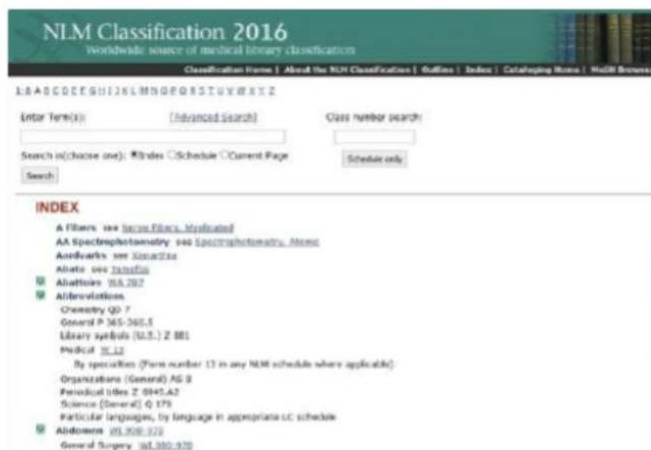 NLM Classification 2016
Worldwide source of medical library classification
Classification Home | About the NLM Classification | Outline | Index | Cataloging Home | MeSH Browser
1-9 A B C D E F G H I J K L M N O P Q R S T U V W X Y Z
Enter Term(s): [Advanced Search] Class number search:
Search in(choose one): Index Schedule Current Page
Schedule only
Search
INDEX
A Fibers see Nerve Fibers, Myelinated
AA Spectrophotometry see Spectrophotometry, Atomic
Aardvarks see Xenarthra
Abate see Temefos
Abattoirs WA 707
Abbreviations
Chemistry QD 7
General P 365-365.5
Library symbols (U.S.) Z 881
Medical W 13
By specialties (Form number 13 in any NLM schedule where applicable)
Organizations (General) AS 8
Periodical titles Z 6945.A2
Science (General) Q 179
Particular languages, by language in appropriate LC schedule
Abdomen WI 900-970
General Surgery WI 900-970